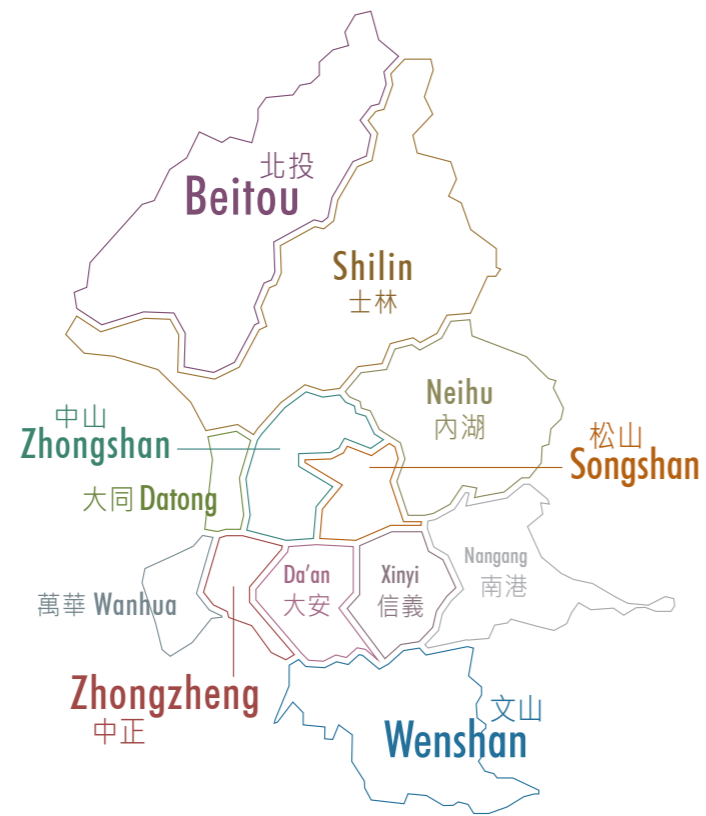 北投
Beitou
Shilin
士林
Neihu
內湖
中山
Zhongshan
松山
Songshan
大同 Datong
Nangang
南港
Da'an
大安
Xinyi
信義
萬華 Wanhua
Zhongzheng
中正
文山
Wenshan